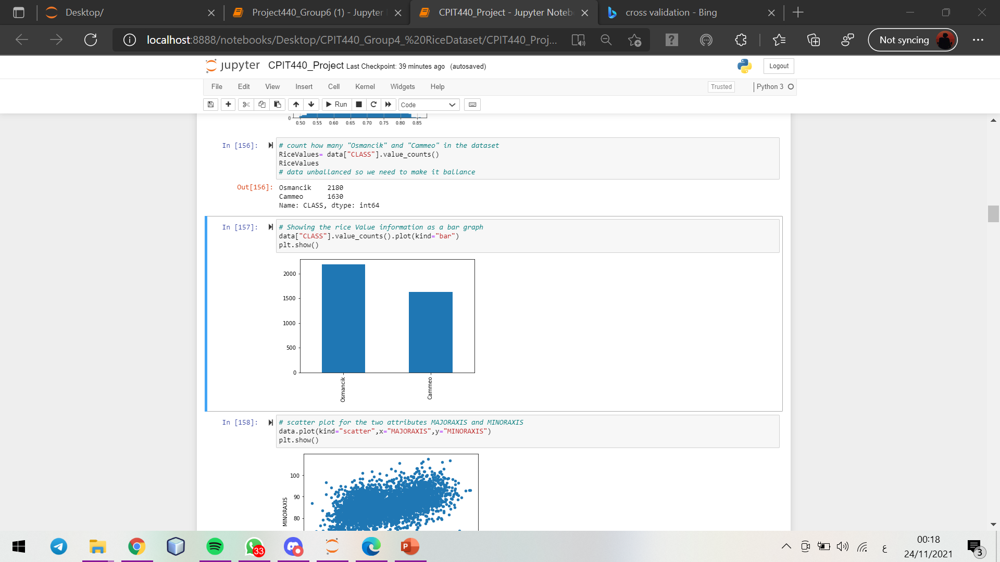 Desktop/
Project440_Group6 (1) - Jupyter
CPIT440_Project - Jupyter Noteb
cross validation - Bing
localhost:8888/notebooks/Desktop/CPIT440_Group4_%20RiceDataset/CPIT440_Proj...
Not syncing
jupyter CPIT440_Project Last Checkpoint: 39 minutes ago (autosaved)
Logout
File Edit View Insert Cell Kernel Widgets Help
Trusted
Python 3
Run
Code
0
0.50 0.55 0.60 0.65 0.70 0.75 0.80 0.85
In [156]:
# count how many "Osmancik" and "Cammeo" in the dataset
RiceValues= data["CLASS"].value_counts()
RiceValues
# data unballanced so we need to make it ballance
Out[156]:
Osmancik 2180
Cammeo 1630
Name: CLASS, dtype: int64
In [157]:
# Showing the rice Value information as a bar graph
data["CLASS"].value_counts().plot(kind="bar")
plt.show()
2000
1500
1000
500
0
Osmancik
Cammeo
In [158]:
# scatter plot for the two attributes MAJORAXIS and MINORAXIS
data.plot(kind="scatter",x="MAJORAXIS",y="MINORAXIS")
plt.show()
100
90
80
MINORAXIS
33
ع
00:18
24/11/2021
3